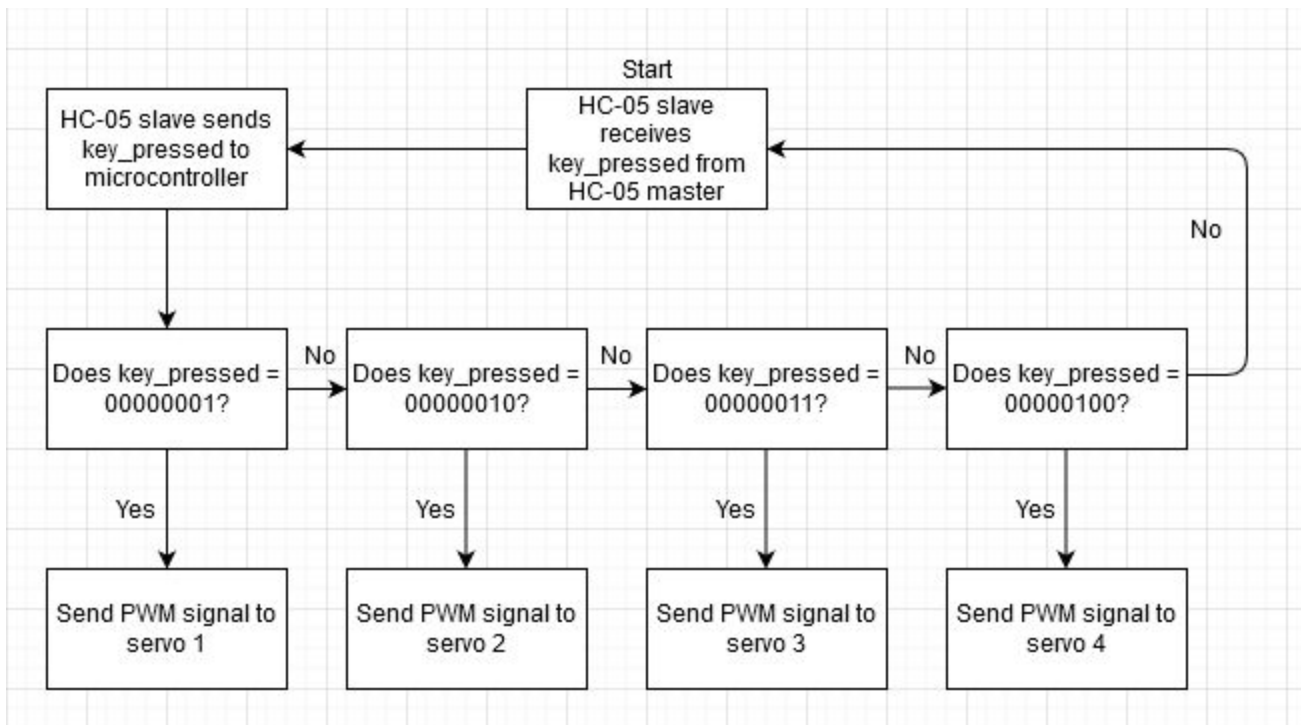 Start
HC-05 slave sends
key_pressed to
microcontroller
HC-05 slave
receives
key_pressed from
HC-05 master
No
Does key_pressed =
00000001?
No
Does key_pressed =
00000010?
No
Does key_pressed =
00000011?
No
Does key_pressed =
00000100?
Yes
Yes
Yes
Yes
Send PWM signal to
servo 1
Send PWM signal to
servo 2
Send PWM signal to
servo 3
Send PWM signal to
servo 4